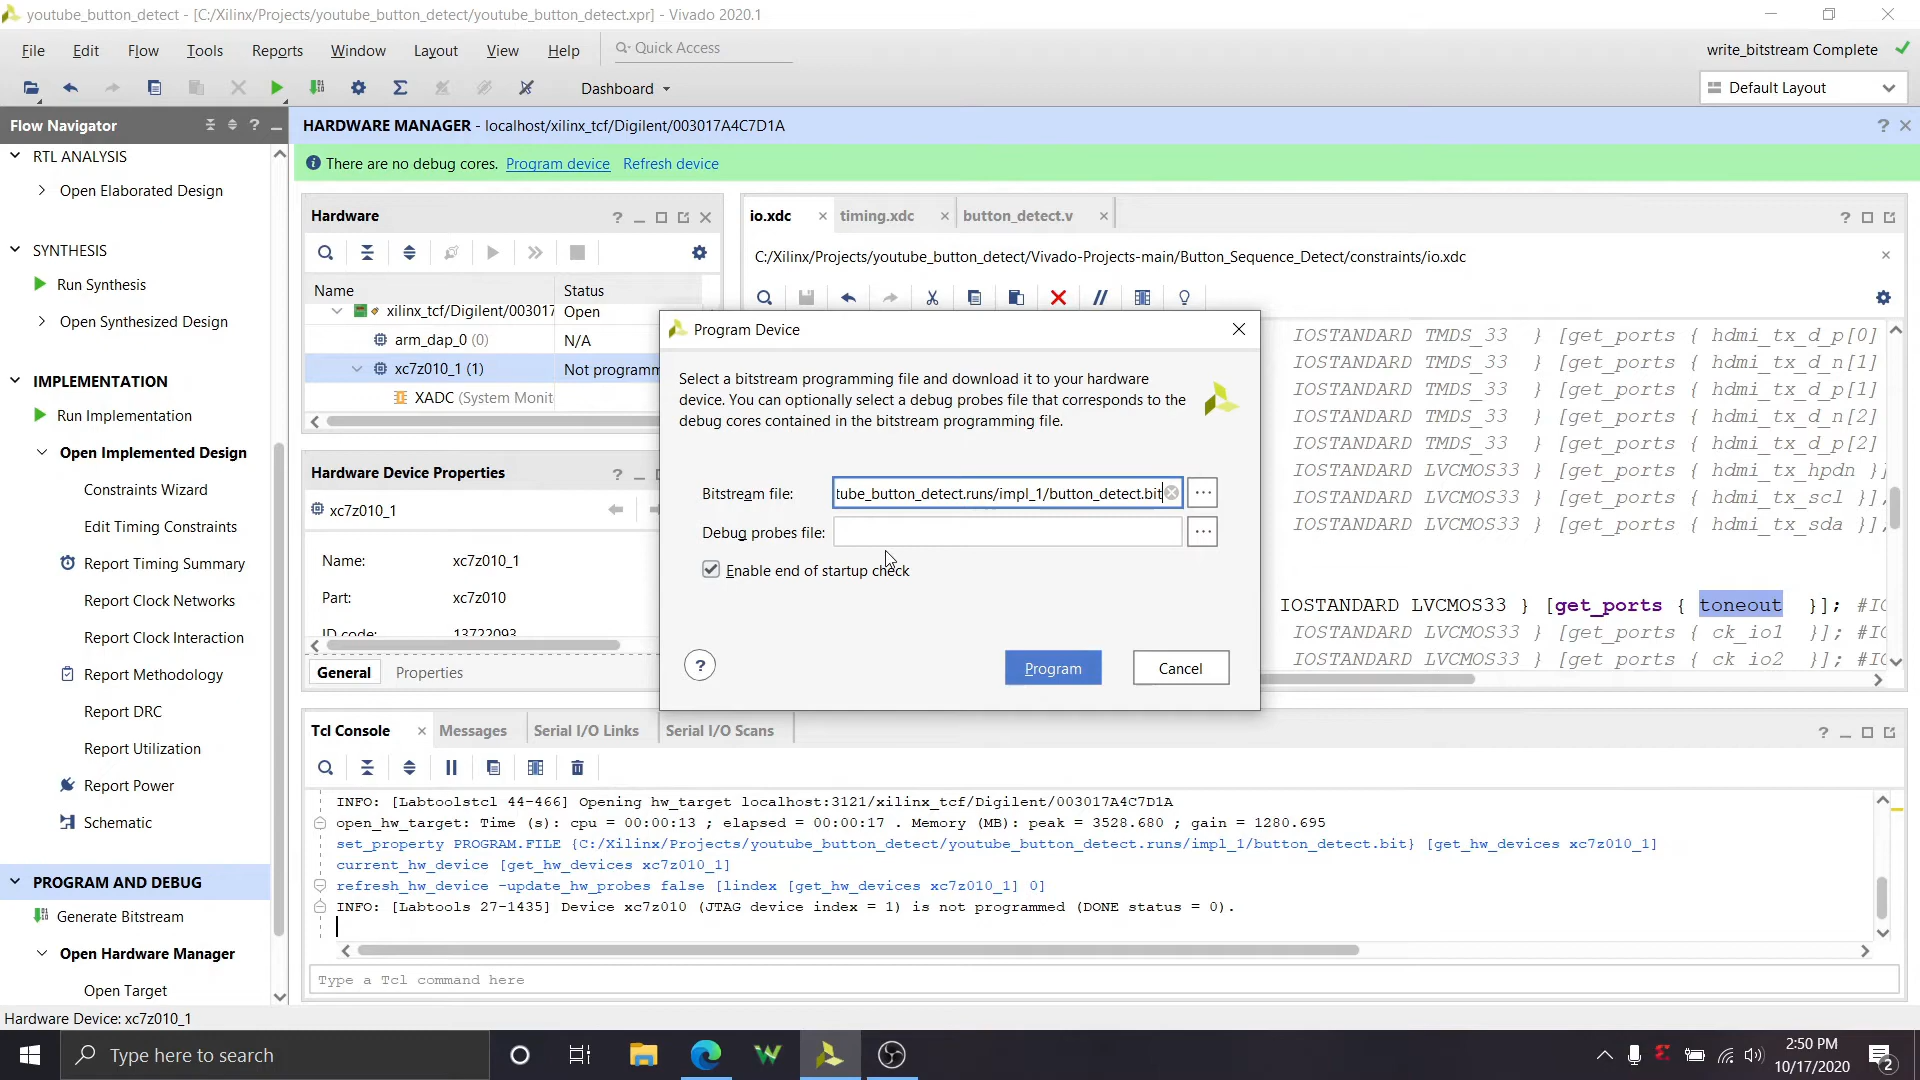 youtube_button_detect - [C:/Xilinx/Projects/youtube_button_detect/youtube_button_detect.xpr] - Vivado 2020.1
File Edit Flow Tools Reports Window Layout View Help Quick Access
write_bitstream Complete
Dashboard
Default Layout
Flow Navigator
RTL ANALYSIS
Open Elaborated Design
SYNTHESIS
Run Synthesis
Open Synthesized Design
IMPLEMENTATION
Run Implementation
Open Implemented Design
Constraints Wizard
Edit Timing Constraints
Report Timing Summary
Report Clock Networks
Report Clock Interaction
Report Methodology
Report DRC
Report Utilization
Report Power
Schematic
PROGRAM AND DEBUG
Generate Bitstream
Open Hardware Manager
Open Target
HARDWARE MANAGER - localhost/xilinx_tcf/Digilent/003017A4C7D1A
There are no debug cores. Program device Refresh device
Hardware
Name Status
xilinx_tcf/Digilent/003017 Open
arm_dap_0 (0) N/A
xc7z010_1 (1) Not programm
XADC (System Monit
Hardware Device Properties
xc7z010_1
Name: xc7z010_1
Part: xc7z010
ID code: 13722093
General Properties
io.xdc timing.xdc button_detect.v
C:/Xilinx/Projects/youtube_button_detect/Vivado-Projects-main/Button_Sequence_Detect/constraints/io.xdc
IOSTANDARD TMDS_33 } [get_ports { hdmi_tx_d_p[0]
IOSTANDARD TMDS_33 } [get_ports { hdmi_tx_d_n[1]
IOSTANDARD TMDS_33 } [get_ports { hdmi_tx_d_p[1]
IOSTANDARD TMDS_33 } [get_ports { hdmi_tx_d_n[2]
IOSTANDARD TMDS_33 } [get_ports { hdmi_tx_d_p[2]
IOSTANDARD LVCMOS33 } [get_ports { hdmi_tx_hpdn }]
IOSTANDARD LVCMOS33 } [get_ports { hdmi_tx_scl }],
IOSTANDARD LVCMOS33 } [get_ports { hdmi_tx_sda }],
IOSTANDARD LVCMOS33 } [get_ports { toneout }]; #IO
IOSTANDARD LVCMOS33 } [get_ports { ck_io1 }]; #IO
IOSTANDARD LVCMOS33 } [get_ports { ck_io2 }]; #IO
Program Device
Select a bitstream programming file and download it to your hardware
device. You can optionally select a debug probes file that corresponds to the
debug cores contained in the bitstream programming file.
Bitstream file: tube_button_detect.runs/impl_1/button_detect.bit
Debug probes file:
Enable end of startup check
Program Cancel
Tcl Console Messages Serial I/O Links Serial I/O Scans
INFO: [Labtoolstcl 44-466] Opening hw_target localhost:3121/xilinx_tcf/Digilent/003017A4C7D1A
open_hw_target: Time (s): cpu = 00:00:13 ; elapsed = 00:00:17 . Memory (MB): peak = 3528.680 ; gain = 1280.695
set_property PROGRAM.FILE {C:/Xilinx/Projects/youtube_button_detect/youtube_button_detect.runs/impl_1/button_detect.bit} [get_hw_devices xc7z010_1]
current_hw_device [get_hw_devices xc7z010_1]
refresh_hw_device -update_hw_probes false [lindex [get_hw_devices xc7z010_1] 0]
INFO: [Labtools 27-1435] Device xc7z010 (JTAG device index = 1) is not programmed (DONE status = 0).
Type a Tcl command here
Hardware Device: xc7z010_1
Type here to search
2:50 PM
10/17/2020
2